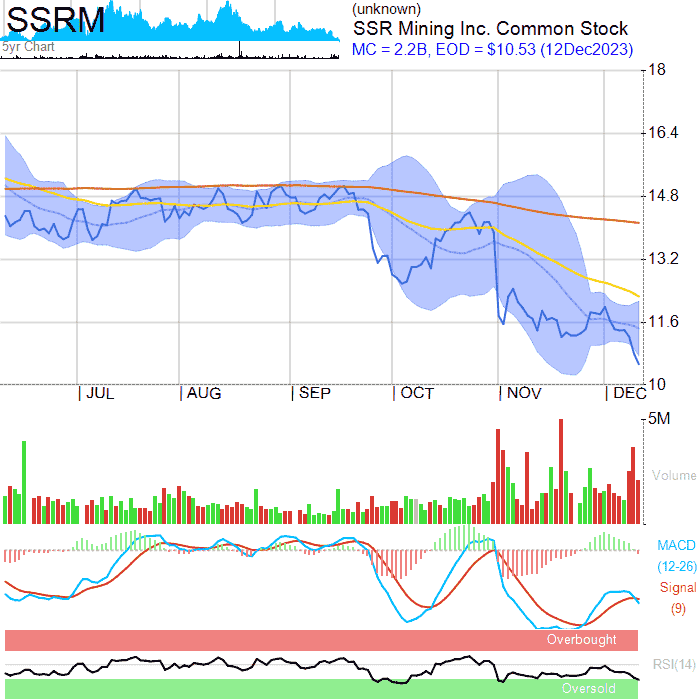 SSRM
5yr Chart
(unknown)
SSR Mining Inc. Common Stock
MC = 2.2B, EOD = $10.53 (12Dec2023)
18
16.4
14.8
13.2
11.6
10
JUL AUG SEP OCT NOV DEC
5M
Volume
MACD
(12-26)
Signal
(9)
Overbought
RSI(14)
Oversold